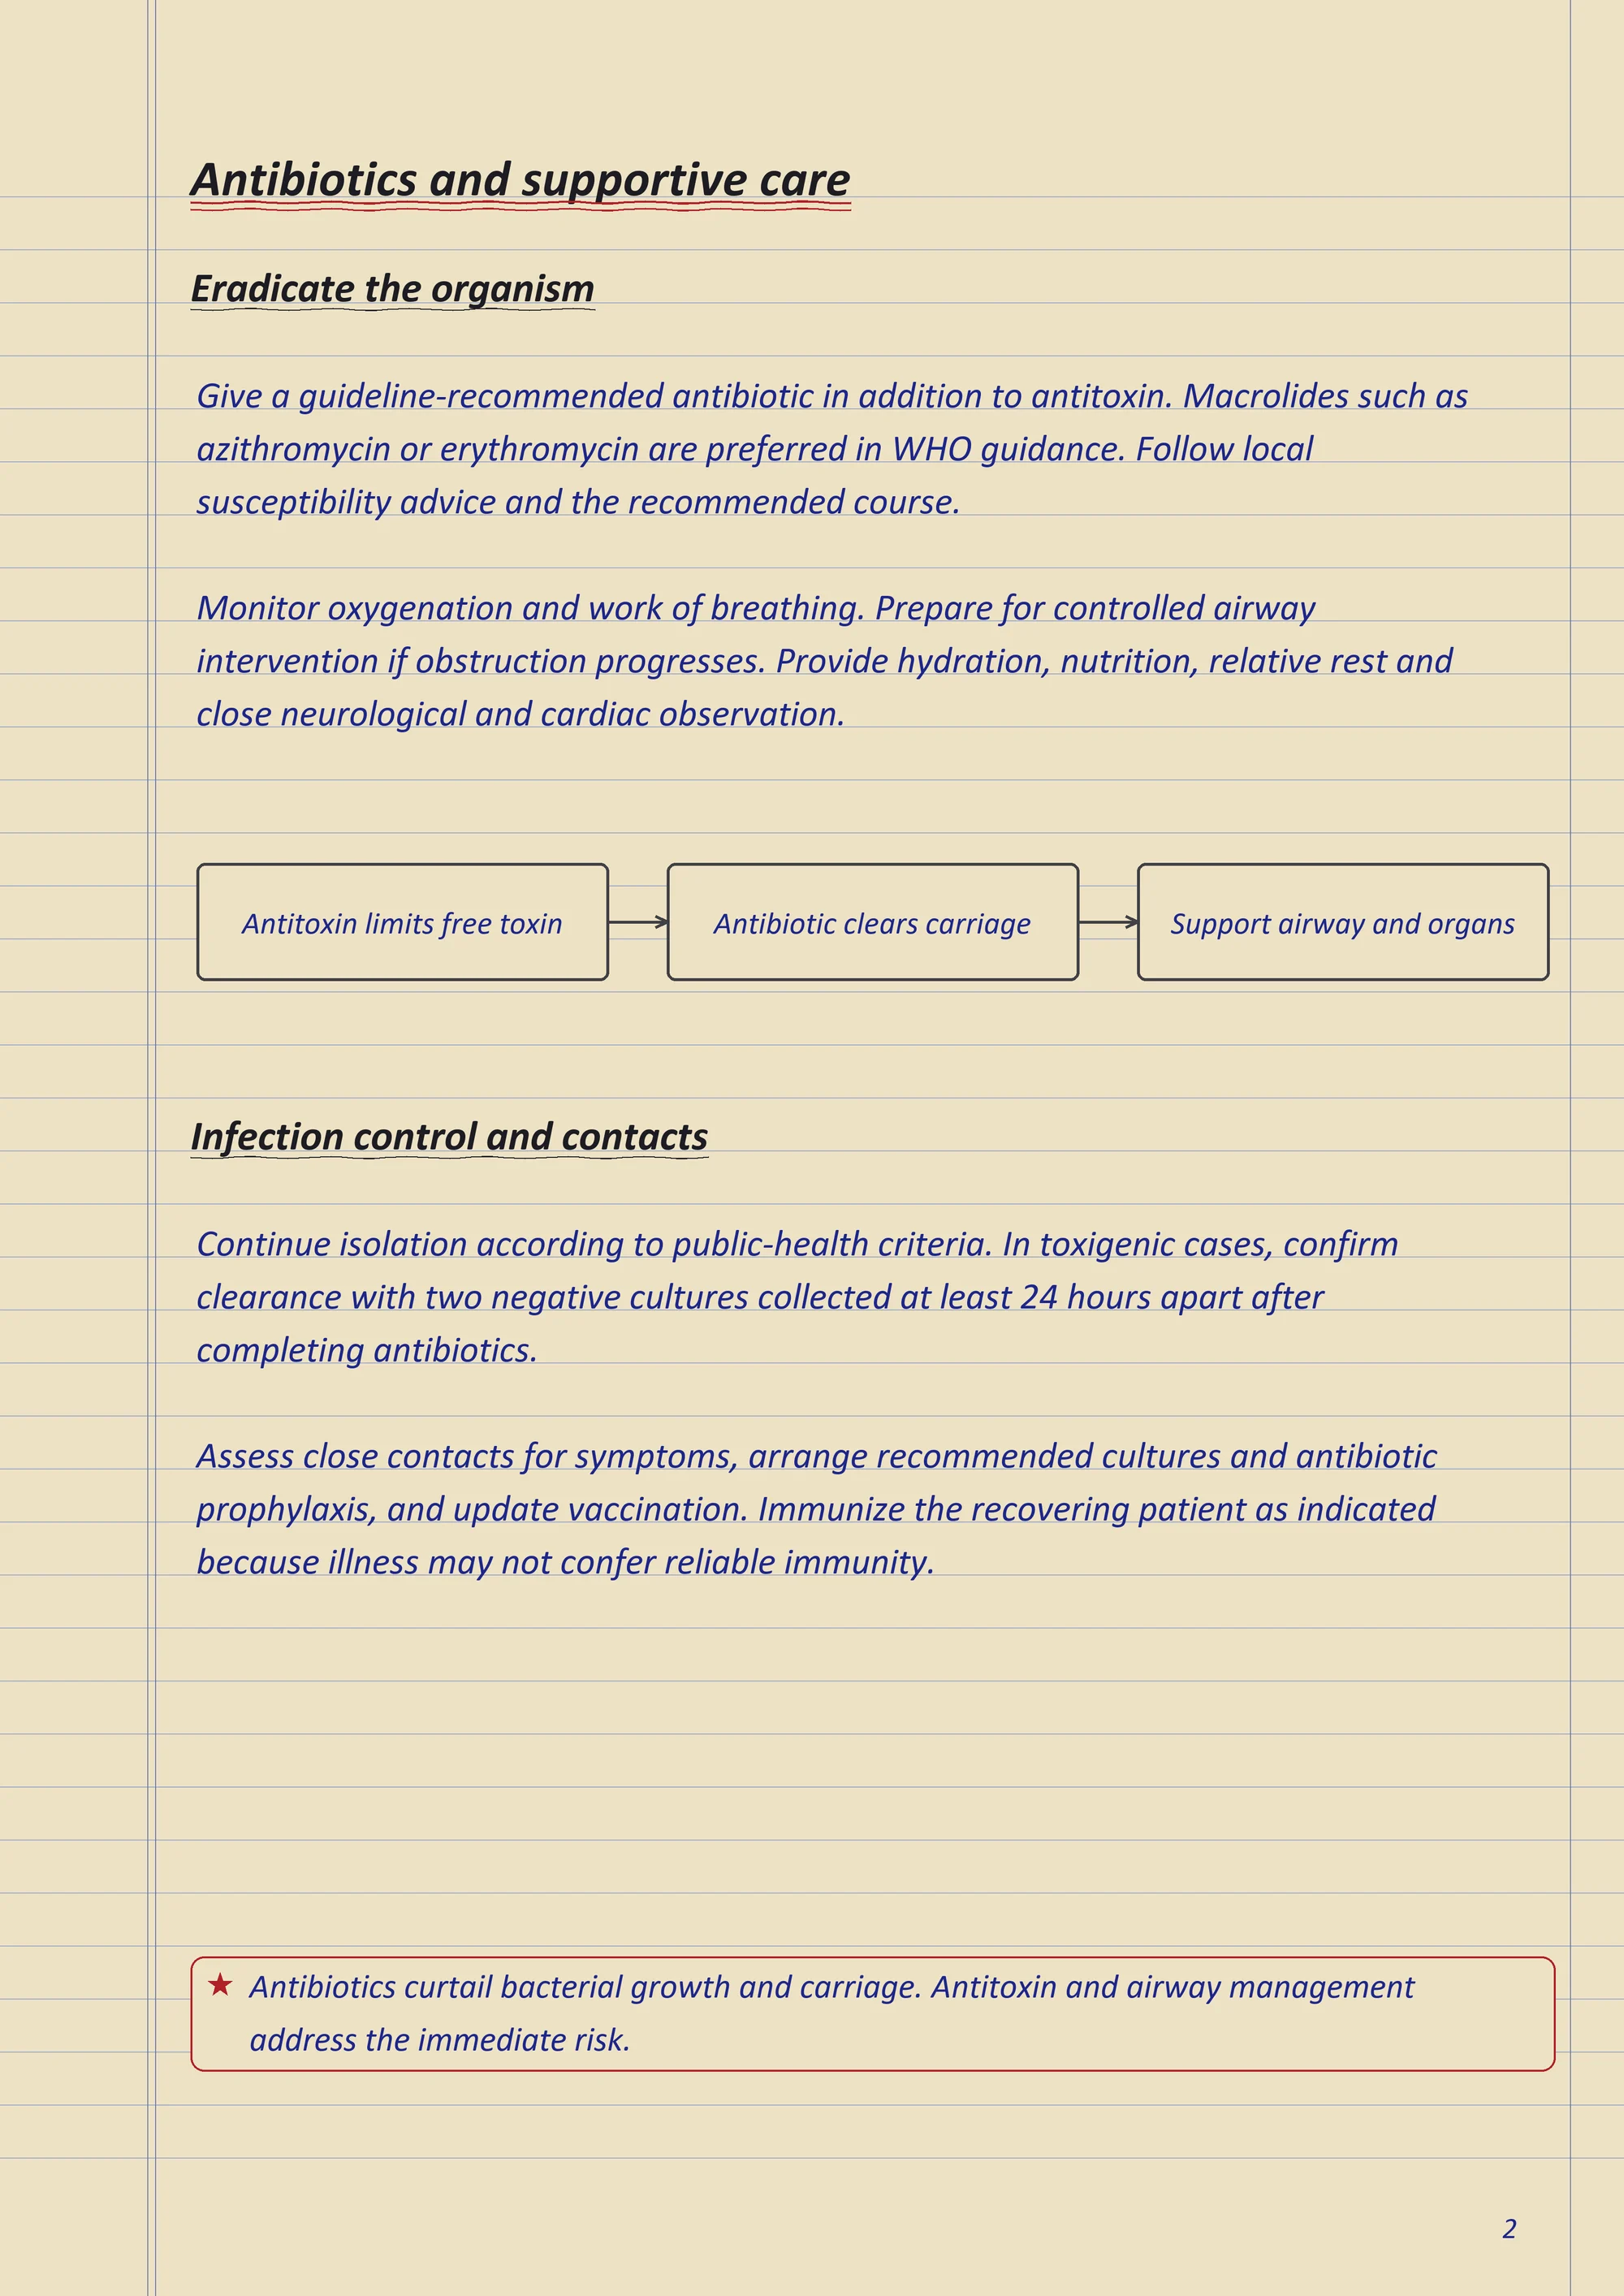 Antibiotics and supportive care
Eradicate the organism
Give a guideline-recommended antibiotic in addition to antitoxin. Macrolides such as
azithromycin or erythromycin are preferred in WHO guidance. Follow local
susceptibility advice and the recommended course.
Monitor oxygenation and work of breathing. Prepare for controlled airway
intervention if obstruction progresses. Provide hydration, nutrition, relative rest and
close neurological and cardiac observation.
Antitoxin limits free toxin
Antibiotic clears carriage
Support airway and organs
Infection control and contacts
Continue isolation according to public-health criteria. In toxigenic cases, confirm
clearance with two negative cultures collected at least 24 hours apart after
completing antibiotics.
Assess close contacts for symptoms, arrange recommended cultures and antibiotic
prophylaxis, and update vaccination. Immunize the recovering patient as indicated
because illness may not confer reliable immunity.
★ Antibiotics curtail bacterial growth and carriage. Antitoxin and airway management
address the immediate risk.
2